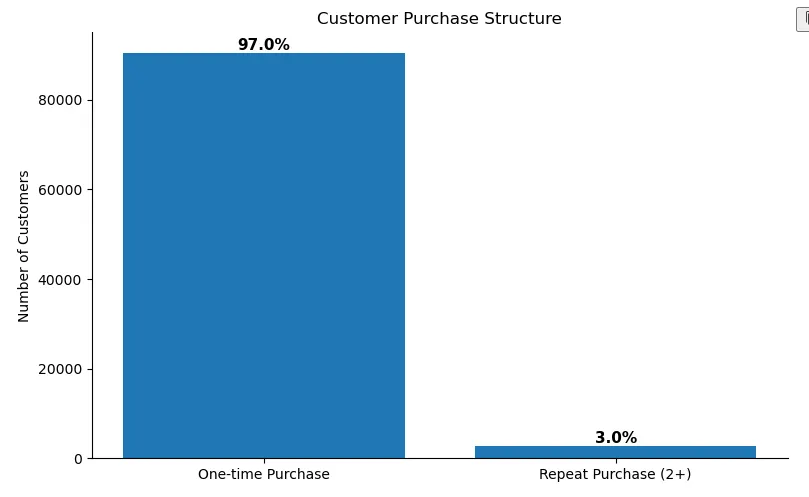 Customer Purchase Structure
97.0%
3.0%
Number of Customers
80000
60000
40000
20000
0
One-time Purchase
Repeat Purchase (2+)